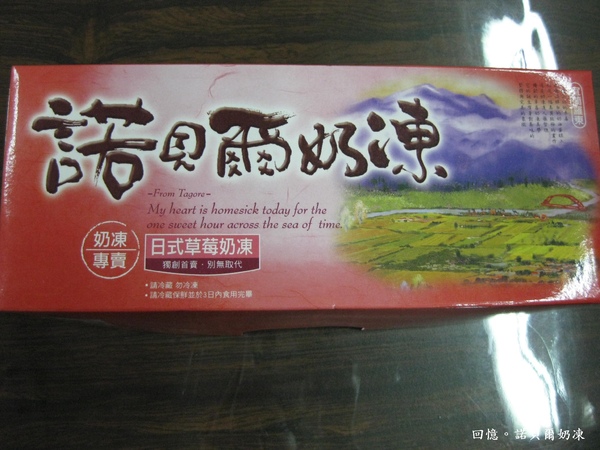 諾貝爾奶凍
-From Tagore-
My heart is homesick today for the
one sweet hour across the sea of time.
奶凍
專賣
日式草莓奶凍
獨創首賣．別無取代
・請冷藏 勿冷凍
・請冷藏保鮮並於3日內食用完畢
回憶。諾貝爾奶凍